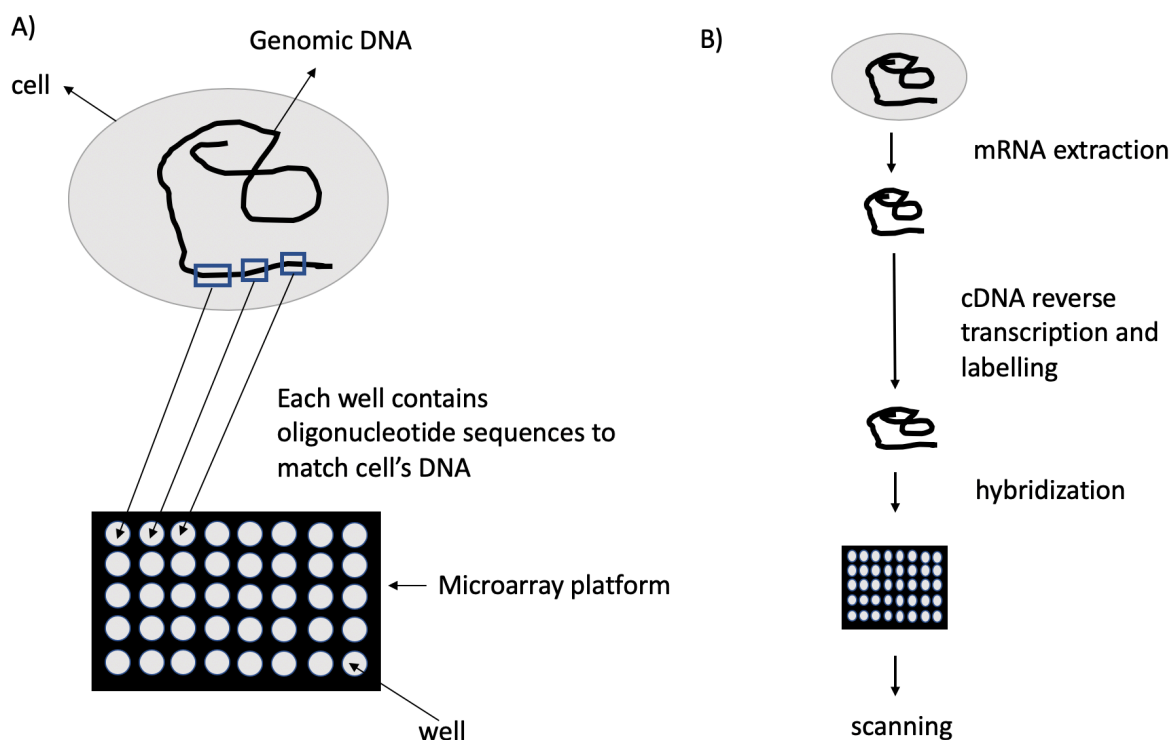 A)
Genomic DNA
cell
Each well contains
oligonucleotide sequences to
match cell's DNA
Microarray platform
well
B)
mRNA extraction
cDNA reverse
transcription and
labelling
hybridization
scanning